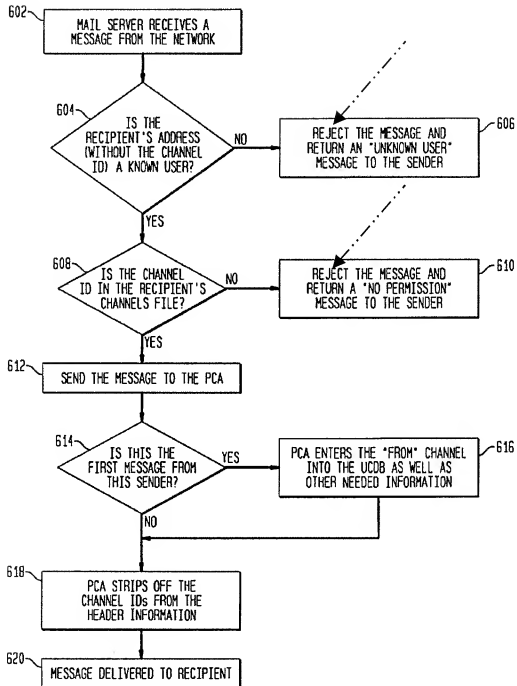 602
MAIL SERVER RECEIVES A
MESSAGE FROM THE NETWORK
604
IS THE
RECIPIENT'S ADDRESS
(WITHOUT THE CHANNEL
ID) A KNOWN USER?
NO
606
REJECT THE MESSAGE AND
RETURN AN "UNKNOWN USER"
MESSAGE TO THE SENDER
YES
608
IS THE CHANNEL
ID IN THE RECIPIENT'S
CHANNELS FILE?
NO
610
REJECT THE MESSAGE AND
RETURN A "NO PERMISSION"
MESSAGE TO THE SENDER
YES
612
SEND THE MESSAGE TO THE PCA
614
IS THIS THE
FIRST MESSAGE FROM
THIS SENDER?
YES
616
PCA ENTERS THE "FROM" CHANNEL
INTO THE UCDB AS WELL AS
OTHER NEEDED INFORMATION
NO
618
PCA STRIPS OFF THE
CHANNEL IDs FROM THE
HEADER INFORMATION
620
MESSAGE DELIVERED TO RECIPIENT